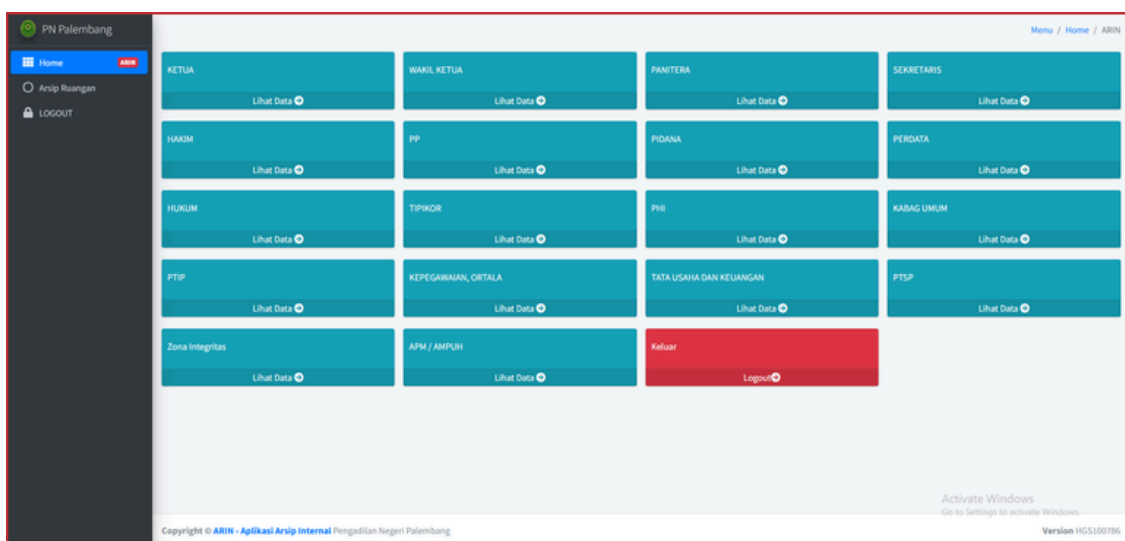 PN Palembang
Menu / Home / ARIN
Home ARIN
Arsip Ruangan
LOGOUT
KETUA
Lihat Data
WAKIL KETUA
Lihat Data
PANITERA
Lihat Data
SEKRETARIS
Lihat Data
HAKIM
Lihat Data
PP
Lihat Data
PIDANA
Lihat Data
PERDATA
Lihat Data
HUKUM
Lihat Data
TIPIKOR
Lihat Data
PHI
Lihat Data
KABAG UMUM
Lihat Data
PTIP
Lihat Data
KEPEGAWAIAN, ORTALA
Lihat Data
TATA USAHA DAN KEUANGAN
Lihat Data
PTSP
Lihat Data
Zona Integritas
Lihat Data
APM / AMPUH
Lihat Data
Keluar
Logout
Activate Windows
Go to Settings to activate Windows.
Copyright © ARIN - Aplikasi Arsip Internal Pengadilan Negeri Palembang
Version HGS100786